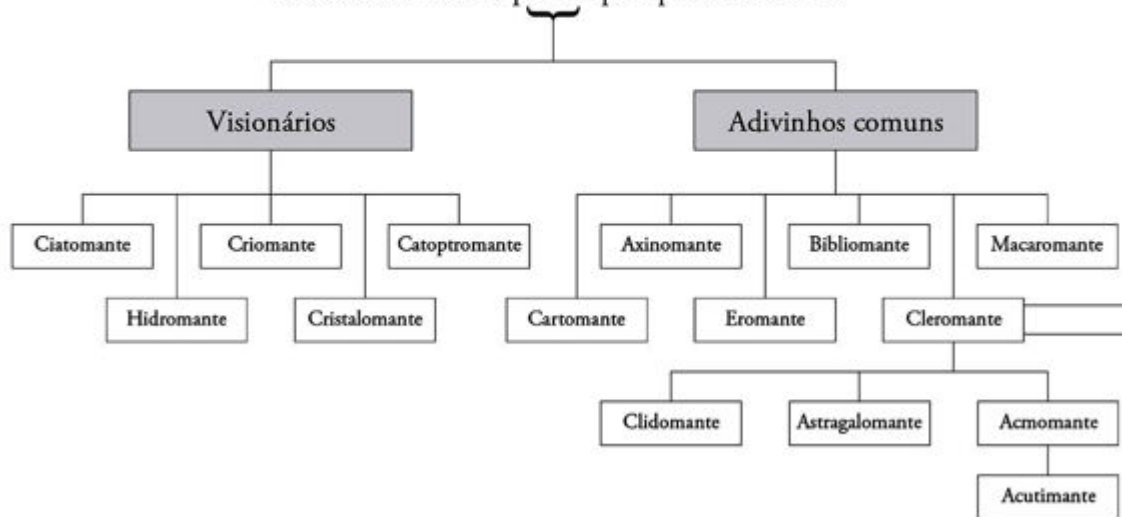 Visionários
Adivinhos comuns
Ciatomante
Criomante
Catoptromante
Axinomante
Bibliomante
Macaromante
Hidromante
Cristalomante
Cartomante
Eromante
Cleromante
Clidomante
Astragalomante
Acmomante
Acutimante